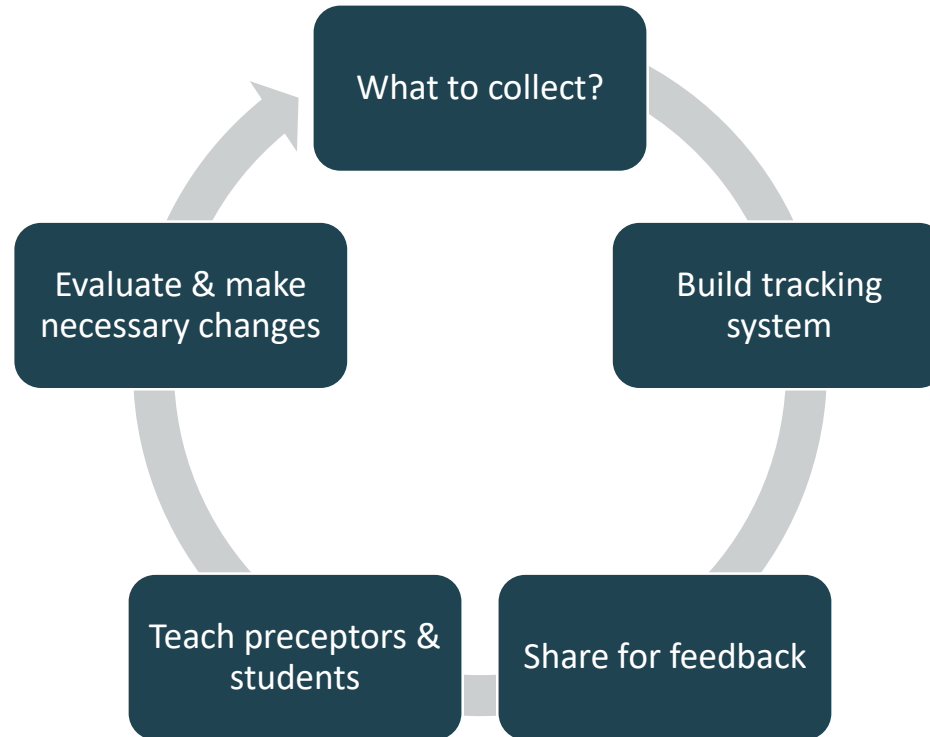 What to collect?
Build tracking
system
Share for feedback
Teach preceptors &
students
Evaluate & make
necessary changes